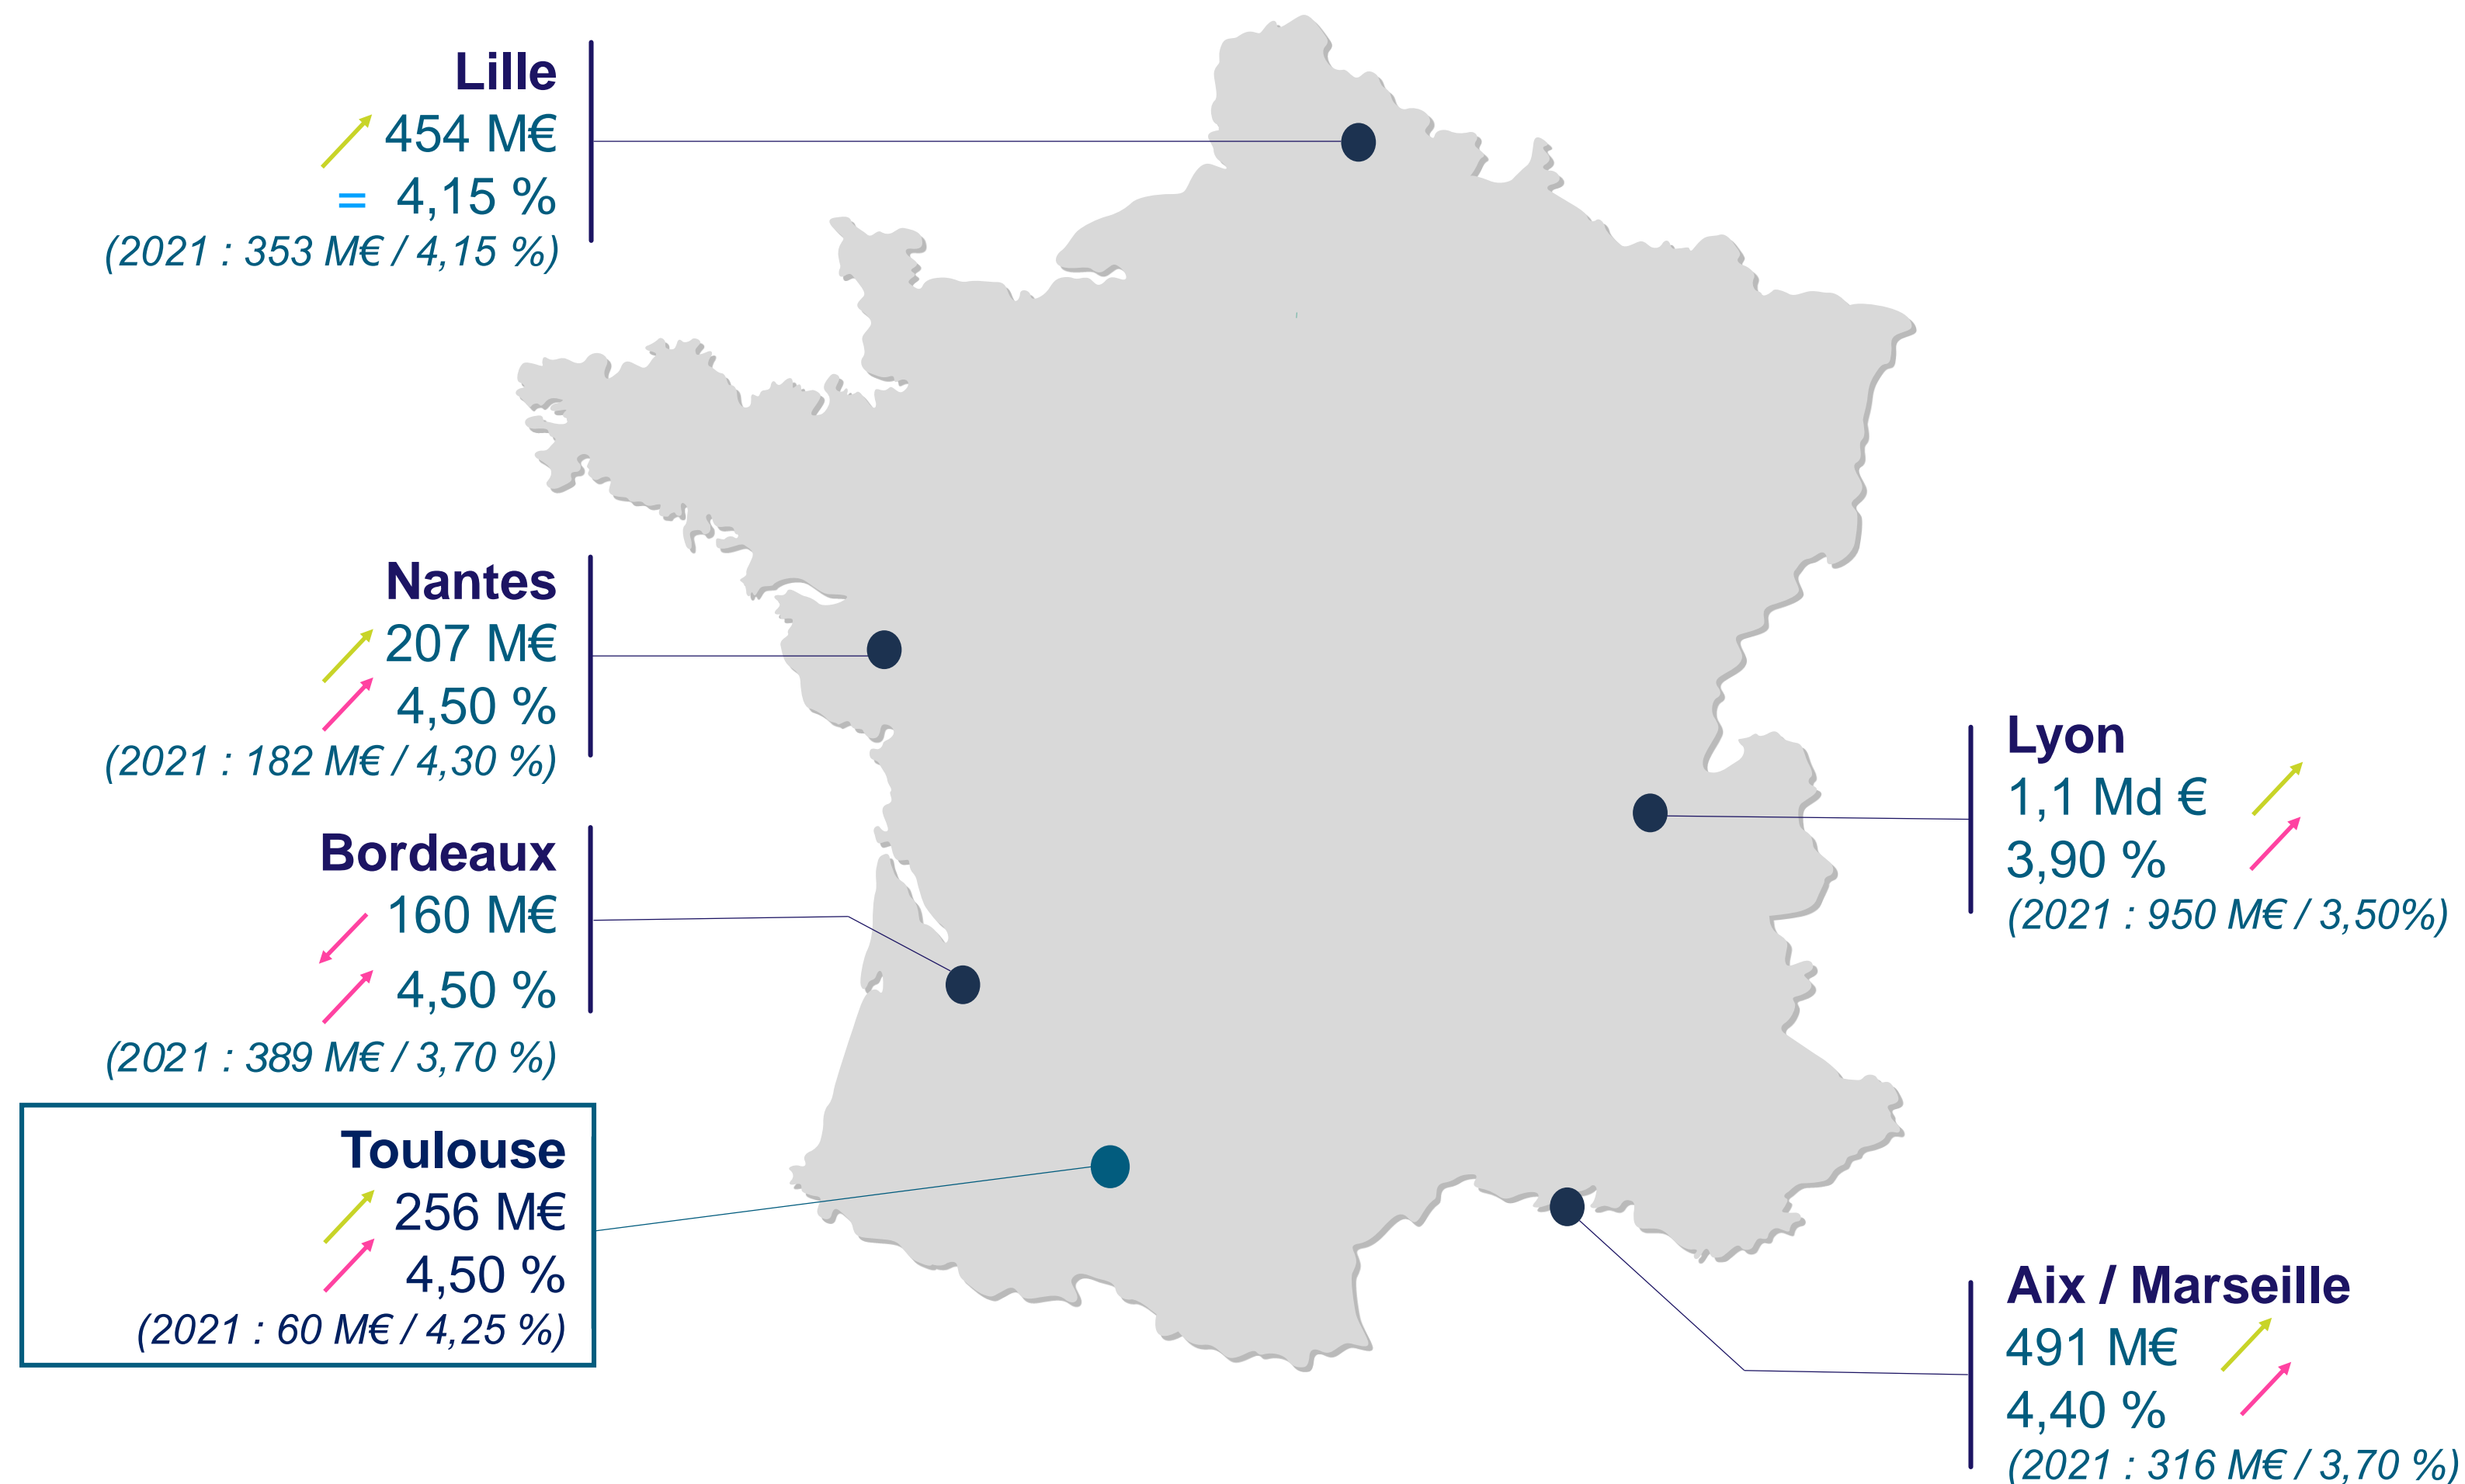 Lille
454 M€
= 4,15 %
(2021 : 353 M€ / 4,15 %)
Nantes
207 M€
4,50 %
(2021 : 182 M€ / 4,30 %)
Bordeaux
160 M€
4,50 %
(2021 : 389 M€ / 3,70 %)
Toulouse
256 M€
4,50 %
(2021 : 60 M€ / 4,25 %)
Lyon
1,1 Md €
3,90 %
(2021 : 950 M€ / 3,50%)
Aix / Marseille
491 M€
4,40 %
(2021 : 316 M€ / 3,70 %)